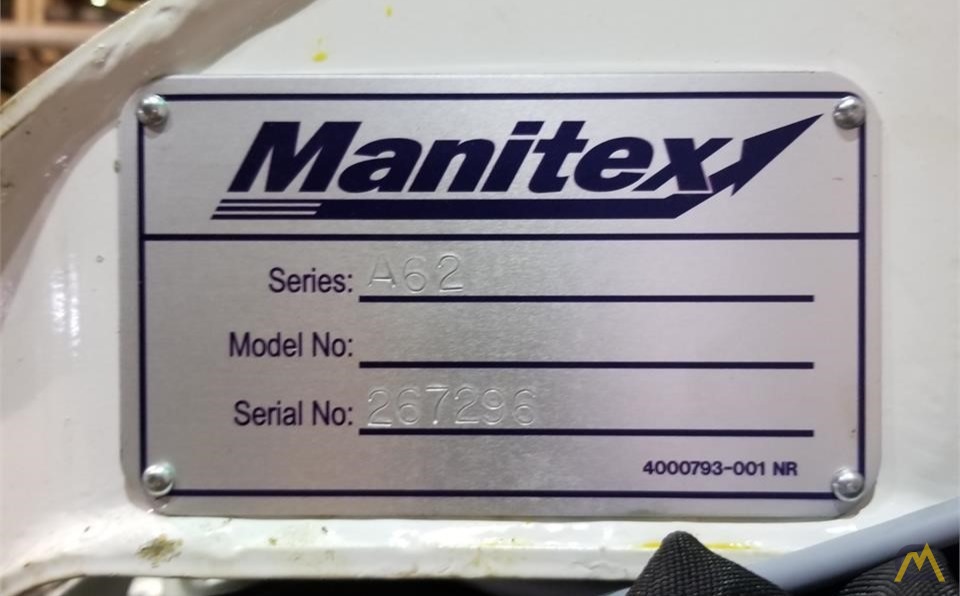 Manitex
Series: A62
Model No:
Serial No: 267296
4000793-001 NR